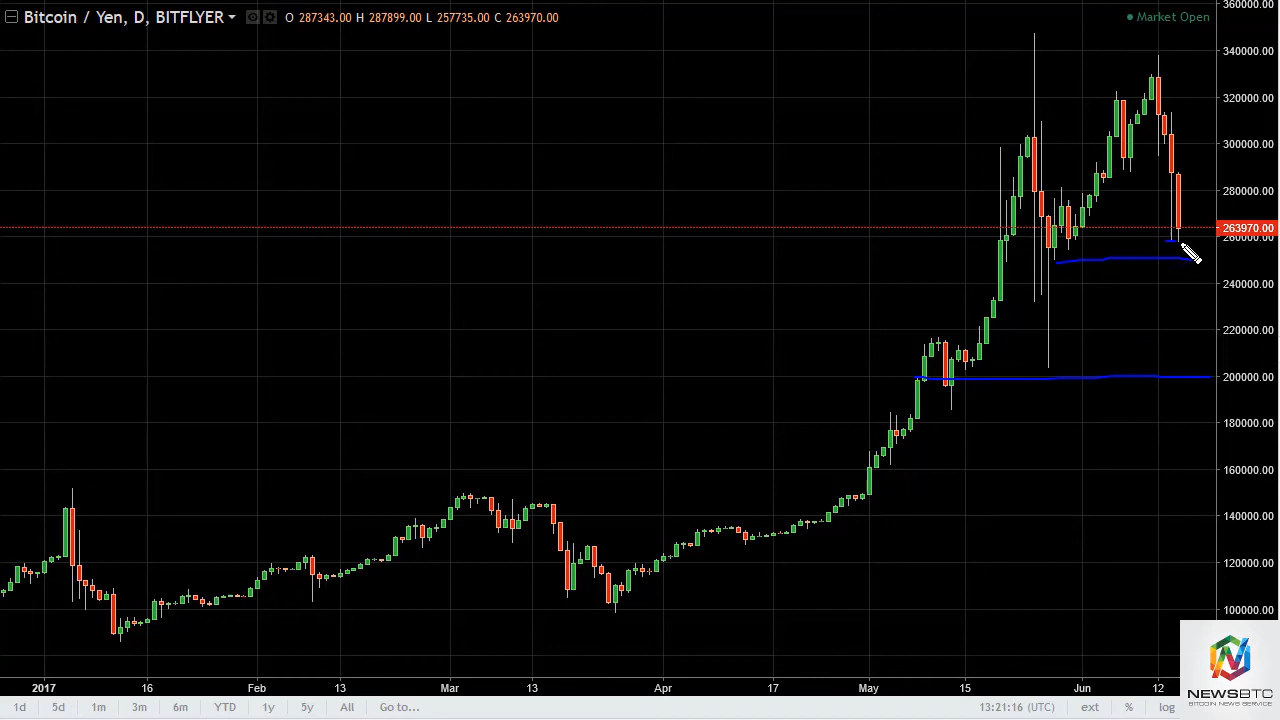 Bitcoin / Yen, D, BITFLYER O 287343.00 H 287899.00 L 257735.00 C 263970.00
Market Open
360000.00
340000.00
320000.00
300000.00
280000.00
263970.00
260000.00
240000.00
220000.00
200000.00
180000.00
160000.00
140000.00
120000.00
100000.00
2017 16 Feb 13 Mar 13 Apr 17 May 15 Jun 12
1d 5d 1m 3m 6m YTD 1y 5y All Go to... 13:21:16 (UTC) ext % log
NEWSBTC
BITCOIN NEWS SERVICE